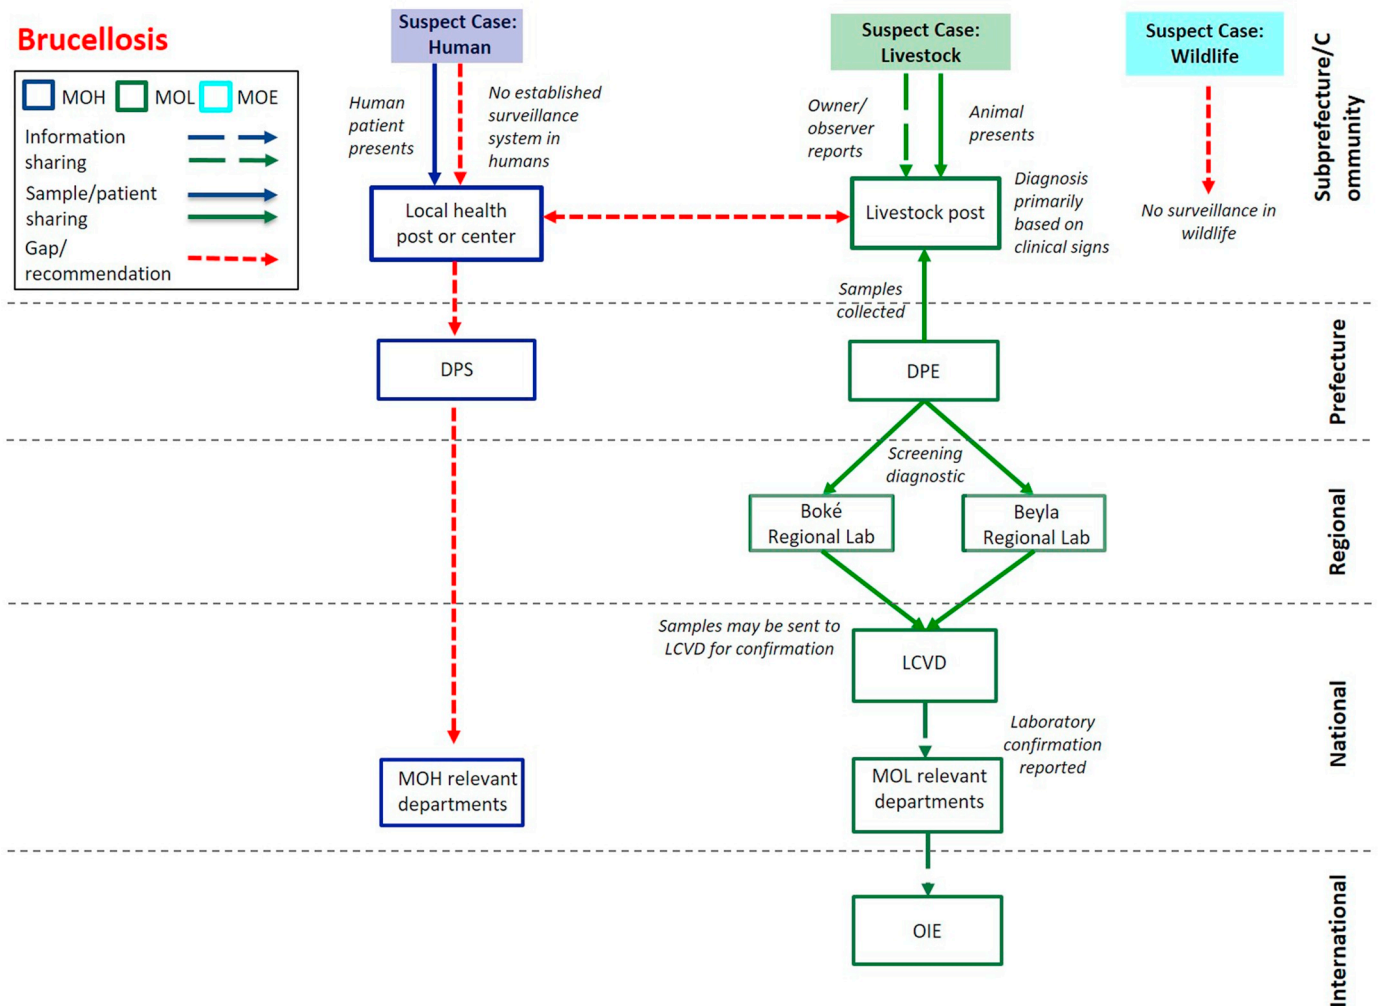 Brucellosis
MOH
MOL
MOE
Information
sharing
Sample/patient
sharing
Gap/
recommendation
Suspect Case:
Human
Suspect Case:
Livestock
Suspect Case:
Wildlife
Subprefecture/C
ommunity
Human
patient
presents
No established
surveillance
system in
humans
Owner/
observer
reports
Animal
presents
Local health
post or center
Livestock post
Diagnosis
primarily
based on
clinical signs
No surveillance in
wildlife
Samples
collected
DPS
DPE
Prefecture
Screening
diagnostic
Boké
Regional Lab
Beyla
Regional Lab
Regional
Samples may be sent to
LCVD for confirmation
LCVD
Laboratory
confirmation
reported
MOH relevant
departments
MOL relevant
departments
National
OIE
International